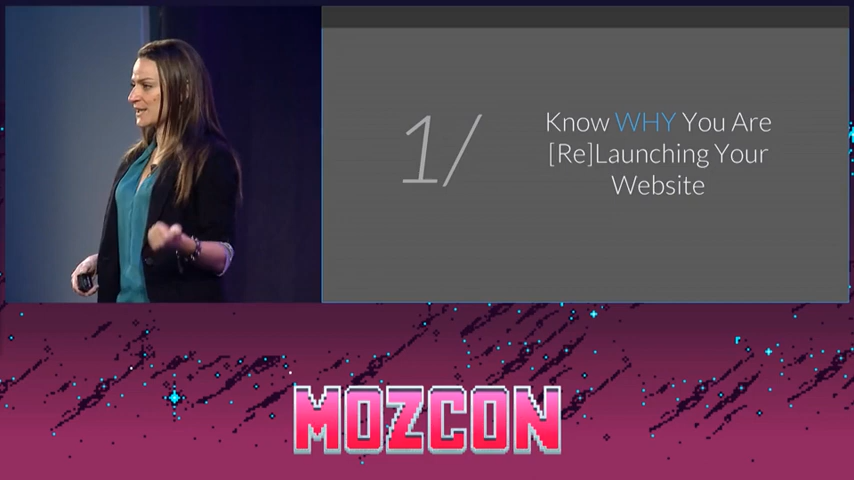 1/
Know WHY You Are
[Re]Launching Your
Website
MOZCON